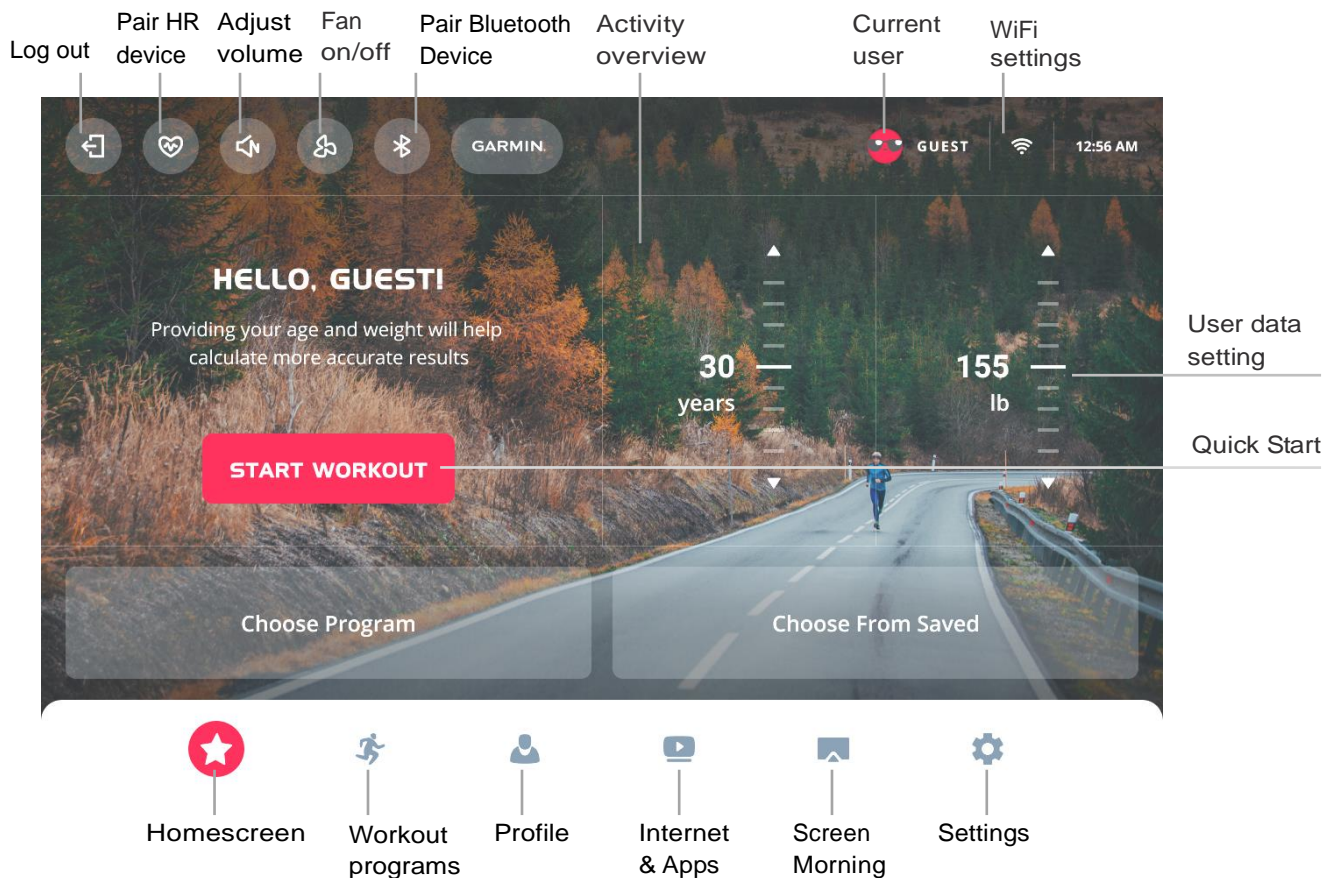 Log out
Pair HR
device
Adjust
volume
Fan
on/off
Pair Bluetooth
Device
Activity
overview
Current
user
WiFi
settings
GARMIN.
GUEST
12:56 AM
HELLO, GUEST!
Providing your age and weight will help
calculate more accurate results
30
years
155
lb
User data
setting
START WORKOUT
Quick Start
Choose Program
Choose From Saved
Homescreen
Workout
programs
Profile
Internet
& Apps
Screen
Morning
Settings